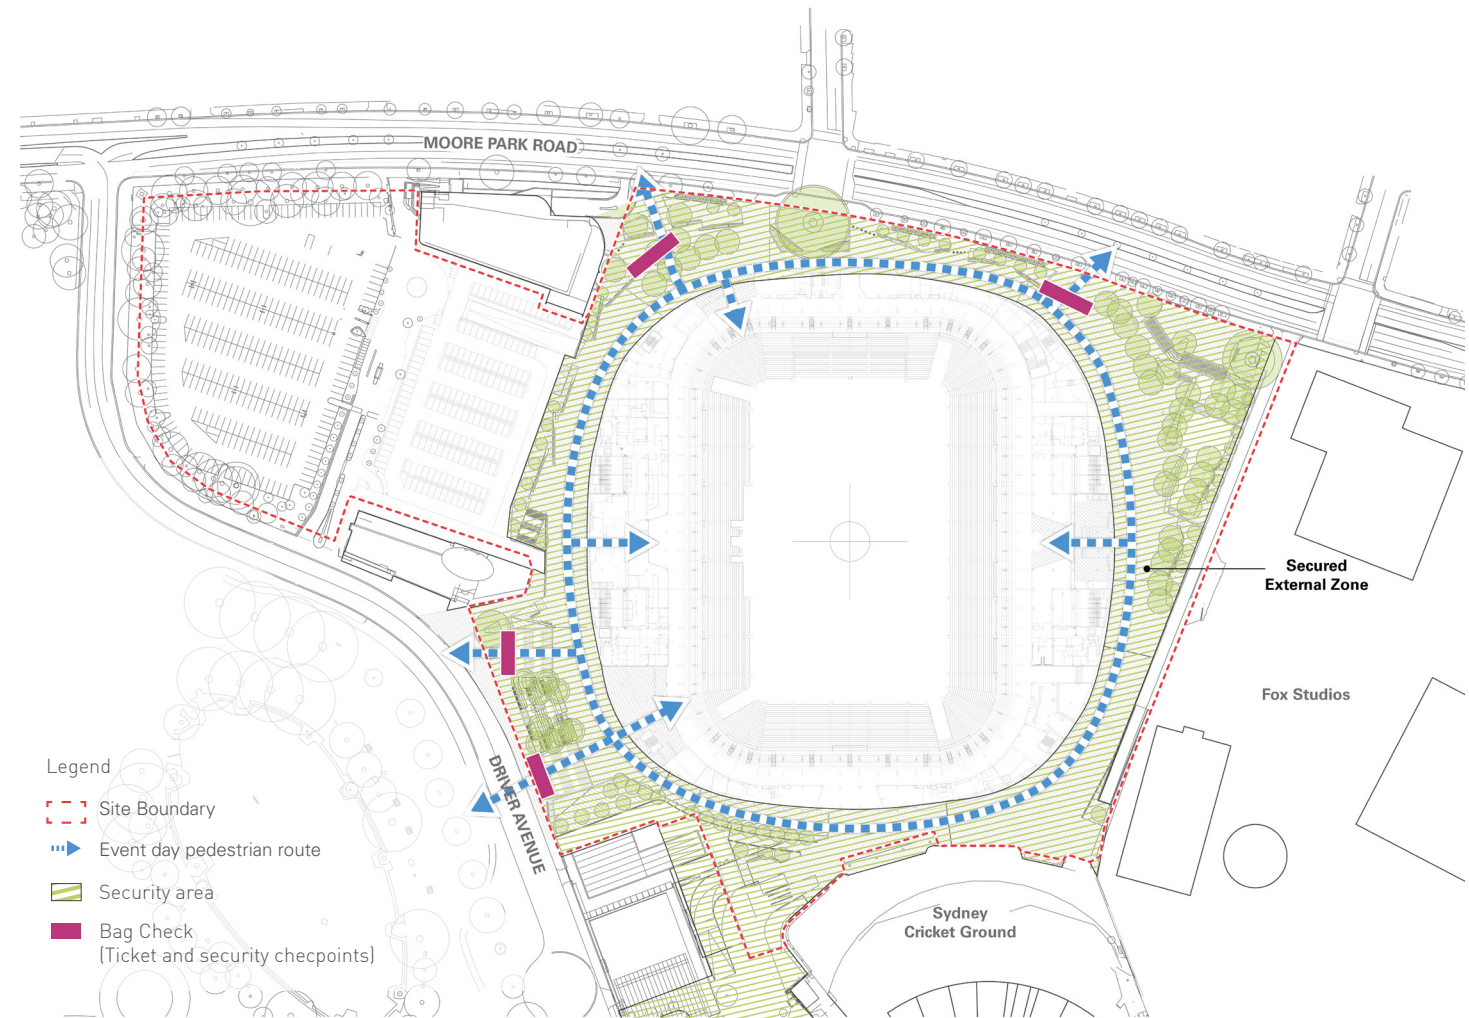 MOORE PARK ROAD
Secured
External Zone
Fox Studios
DRIVER AVENUE
Sydney
Cricket Ground
Legend
Site Boundary
Event day pedestrian route
Security area
Bag Check
(Ticket and security checpoints)